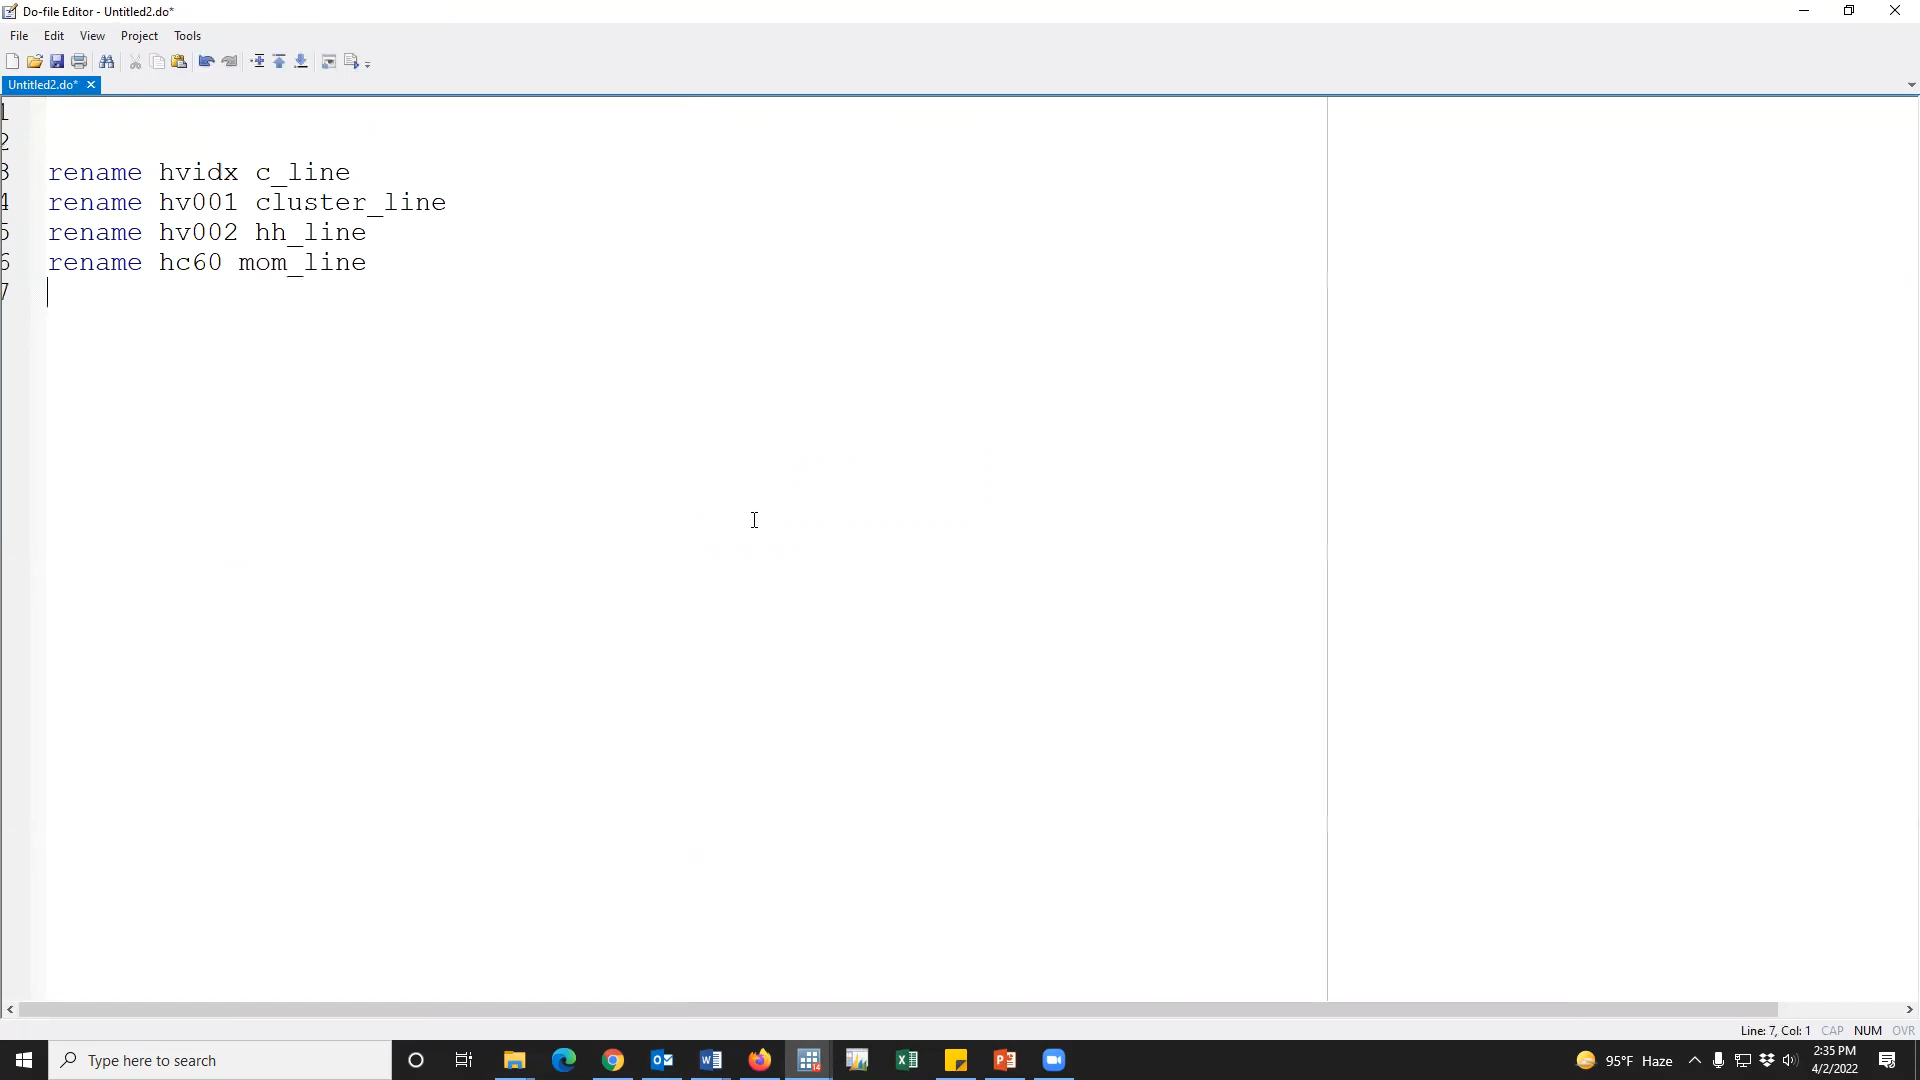 Do-file Editor - Untitled2.do*
File Edit View Project Tools
Untitled2.do*
1
2
3 rename hvidx c_line
4 rename hv001 cluster_line
5 rename hv002 hh_line
6 rename hc60 mom_line
7
Line: 7, Col: 1 CAP NUM OVR
Type here to search
14
95°F Haze
2:35 PM
4/2/2022